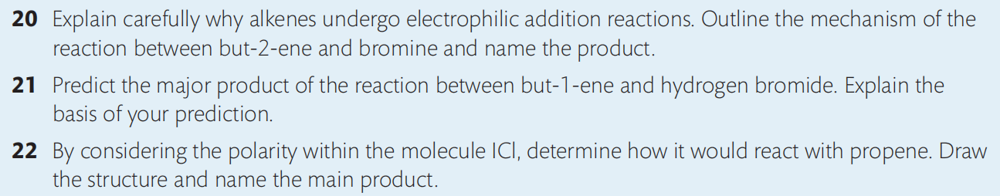 20 Explain carefully why alkenes undergo electrophilic addition reactions. Outline the mechanism of the
reaction between but-2-ene and bromine and name the product.
21 Predict the major product of the reaction between but-1-ene and hydrogen bromide. Explain the
basis of your prediction.
22 By considering the polarity within the molecule ICl, determine how it would react with propene. Draw
the structure and name the main product.